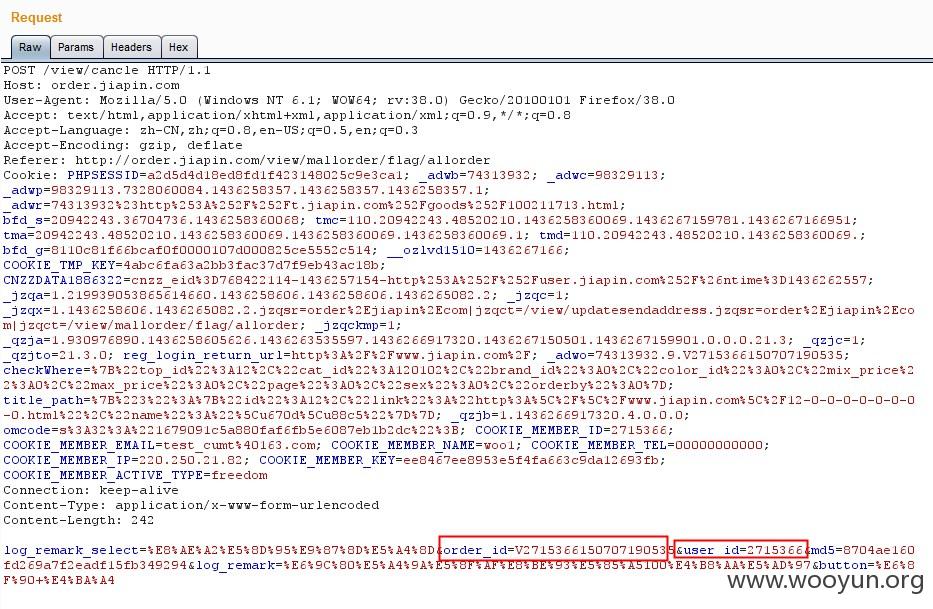 Request
Raw Params Headers Hex
POST /view/cancle HTTP/1.1
Host: order.jiapin.com
User-Agent: Mozilla/5.0 (Windows NT 6.1; WOW64; rv:38.0) Gecko/20100101 Firefox/38.0
Accept: text/html,application/xhtml+xml,application/xml;q=0.9,*/*;q=0.8
Accept-Language: zh-CN,zh;q=0.8,en-US;q=0.5,en;q=0.3
Accept-Encoding: gzip, deflate
Referer: http://order.jiapin.com/view/mallorder/flag/allorder
Cookie: PHPSESSID=a2d5d4d18ed8fd1f423148025c9e3ca1; _adwb=74313932; _adwc=98329113;
_adwp=98329113.7328060084.1436258357.1436258357.1436258357.1;
_adwr=74313932%23http%253A%252F%252Ft.jiapin.com%252Fgoods%252F100211713.html;
bfd_s=20942243.36704736.1436258360068; tmc=110.20942243.48520210.1436258360069.1436267159781.1436267166951;
tma=20942243.48520210.1436258360069.1436258360069.1436258360069.1; tmd=110.20942243.48520210.1436258360069.;
bfd_g=8110c81f66bcaf0f0000107d000825ce5552c514; __ozlvd1510=1436267166;
COOKIE_TMP_KEY=4abc6fa63a2bb3fac37d7f9eb43ac18b;
CNZZDATA1886322=cnzz_eid%3D768422114-1436257154-http%253A%252F%252Fuser.jiapin.com%252F%26ntime%3D1436262557;
_jzqa=1.219939053865614660.1436258606.1436258606.1436265082.2; _jzqc=1;
_jzqx=1.1436258606.1436265082.2.jzqsr=order%2Ejiapin%2Ecom|jzqct=/view/updatesendaddress.jzqsr=order%2Ejiapin%2Eco
m|jzqct=/view/mallorder/flag/allorder; _jzqckmp=1;
_qzja=1.930976890.1436258605626.1436263535597.1436266917320.1436267150501.1436267159901.0.0.0.21.3; _qzjc=1;
_qzjto=21.3.0; reg_login_return_url=http%3A%2F%2Fwww.jiapin.com%2F; _adwo=74313932.9.V2715366150707190535;
checkWhere=%7B%22top_id%22%3A12%2C%22cat_id%22%3A120102%2C%22brand_id%22%3A0%2C%22color_id%22%3A0%2C%22mix_price%2
2%3A0%2C%22max_price%22%3A0%2C%22page%22%3A0%2C%22sex%22%3A0%2C%22orderby%22%3A0%7D;
title_path=%7B%223%22%3A%7B%22id%22%3A12%2C%22link%22%3A%22http%3A%5C%2F%5C%2Fwww.jiapin.com%5C%2F12-0-0-0-0-0-0-0
-0.html%22%2C%22name%22%3A%22%5Cu670d%5Cu88c5%22%7D%7D; _qzjb=1.1436266917320.4.0.0.0;
omcode=s%3A32%3A%221679091c5a880faf6fb5e6087eb1b2dc%22%3B; COOKIE_MEMBER_ID=2715366;
COOKIE_MEMBER_EMAIL=test_cumt%40163.com; COOKIE_MEMBER_NAME=woo1; COOKIE_MEMBER_TEL=00000000000;
COOKIE_MEMBER_IP=220.250.21.82; COOKIE_MEMBER_KEY=ee8467ee8953e5f4fa663c9da12693fb;
COOKIE_MEMBER_ACTIVE_TYPE=freedom
Connection: keep-alive
Content-Type: application/x-www-form-urlencoded
Content-Length: 242
log_remark_select=%E8%AE%A2%E5%8D%95%E9%87%8D%E5%A4%8D&order_id=V2715366150707190535&user_id=2715366&md5=8704ae160
fd269a7f2eadf15fb349294&log_remark=%E6%9C%80%E5%A4%9A%E5%8F%AF%E8%BE%93%E5%85%A5100%E4%B8%AA%E5%AD%97&button=%E6%8
F%90+%E4%BA%A4
www.wooyun.org